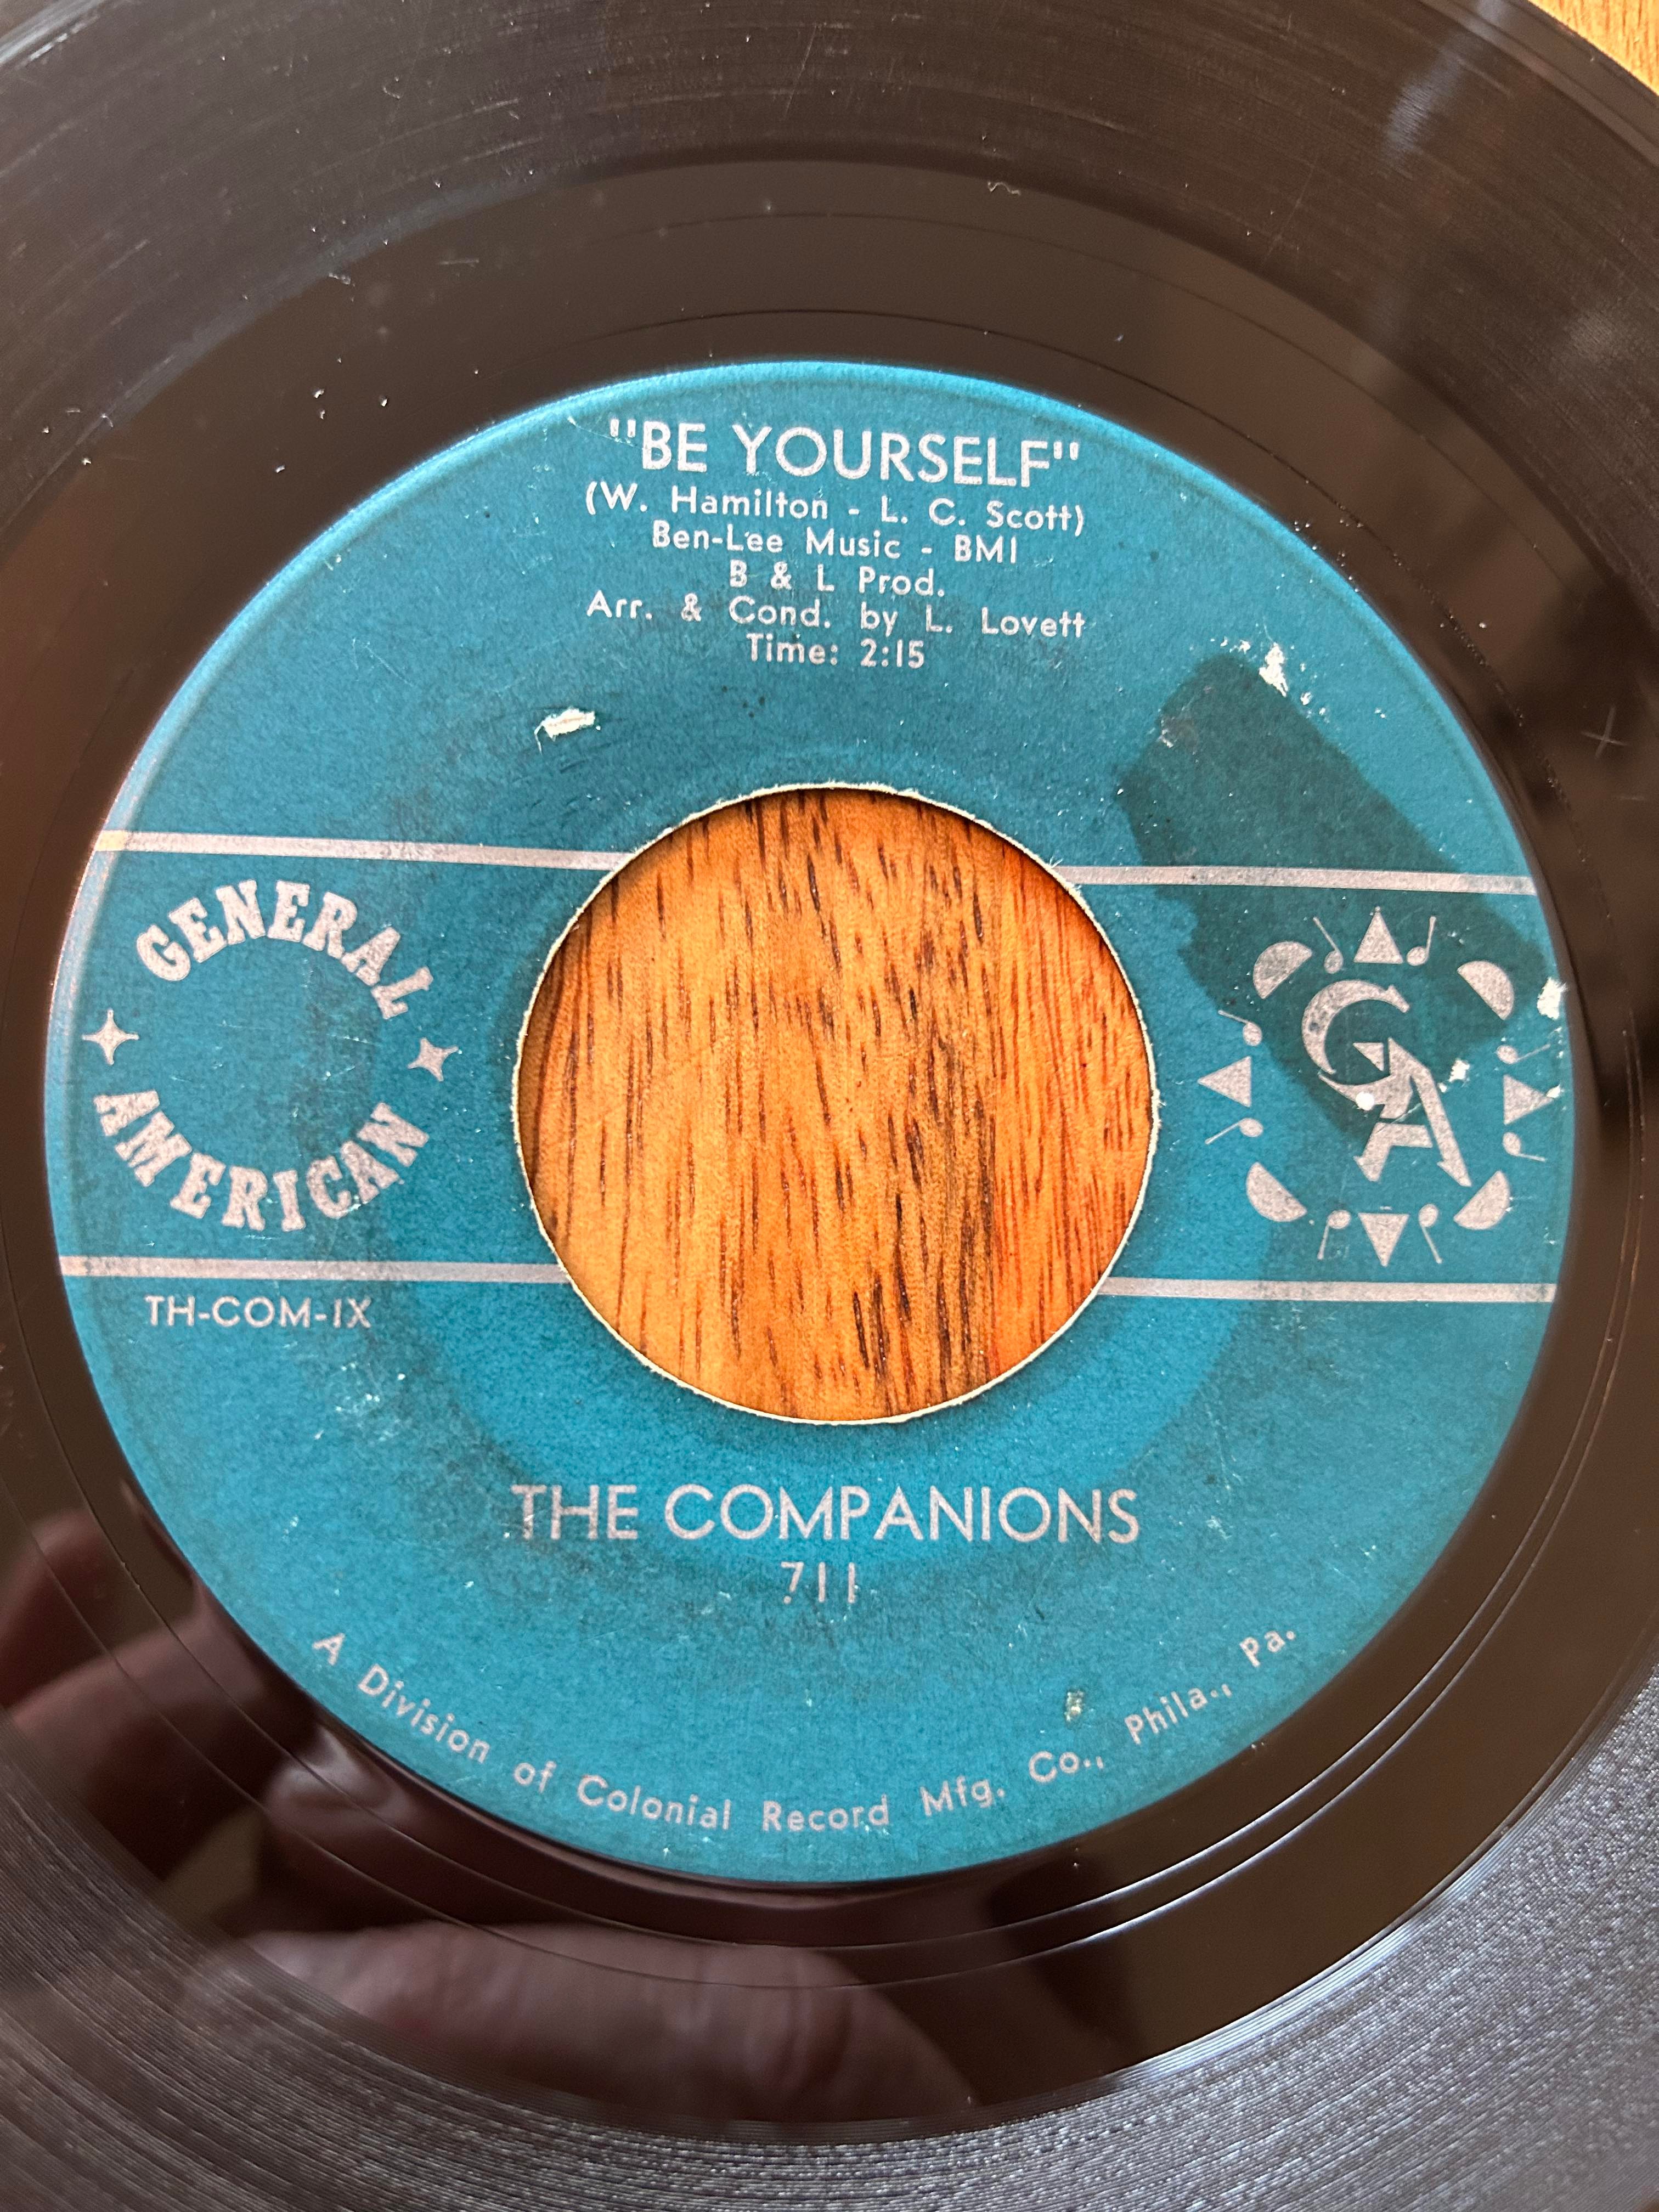 "BE YOURSELF"
(W. Hamilton - L. C. Scott)
Ben-Lee Music - BMI
B & L Prod.
Arr. & Cond. by L. Lovett
Time: 2:15
GENERAL
AMERICAN
GA
TH-COM-IX
THE COMPANIONS
711
A Division of Colonial Record Mfg. Co., Phila., Pa.